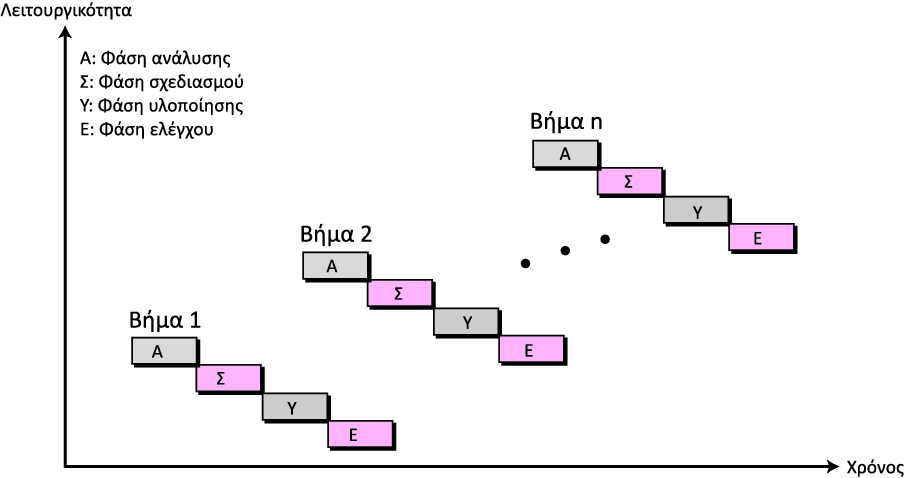 Λειτουργικότητα
Α: Φάση ανάλυσης
Σ: Φάση σχεδιασμού
Υ: Φάση υλοποίησης
Ε: Φάση ελέγχου
Βήμα n
Α
Σ
Υ
Ε
Βήμα 2
Α
Σ
Υ
Ε
Βήμα 1
Α
Σ
Υ
Ε
Χρόνος